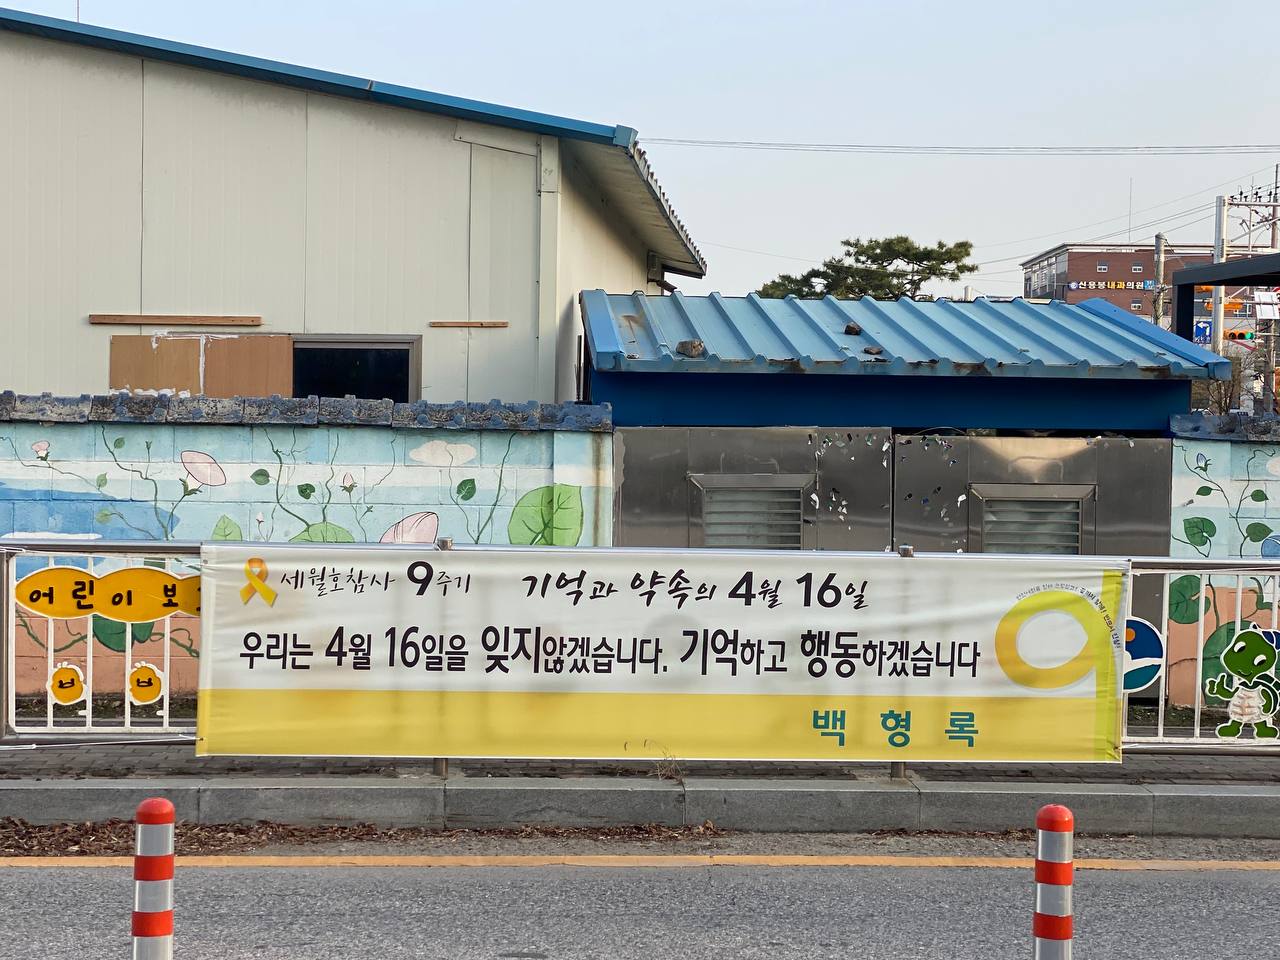 신용봉내과의원
어린이보
세월호참사 9주기 기억과 약속의 4월 16일
우리는 4월 16일을 잊지않겠습니다. 기억하고 행동하겠습니다
백형록